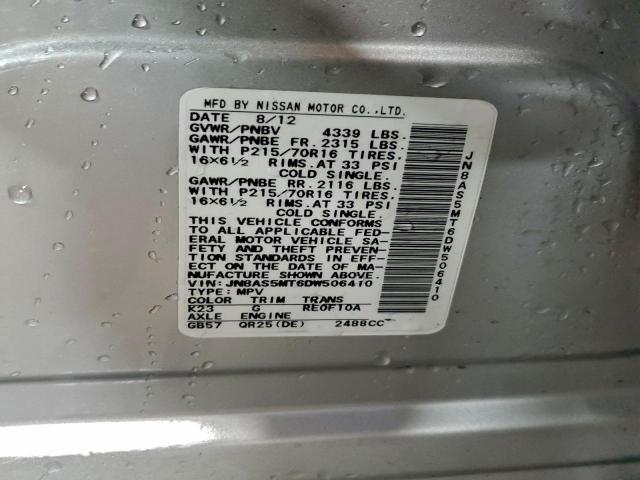 MFD BY NISSAN MOTOR CO.,LTD.
DATE 8/12
GVWR/PNBV 4339 LBS.
GAWR/PNBE FR. 2315 LBS.
WITH P215/70R16 TIRES.
16×6½ RIMS. AT 33 PSI
COLD SINGLE.
GAWR/PNBE RR. 2116 LBS.
WITH P215/70R16 TIRES.
16×6½ RIMS. AT 33 PSI
COLD SINGLE.
THIS VEHICLE CONFORMS
TO ALL APPLICABLE FED-
ERAL MOTOR VEHICLE SA-
FETY AND THEFT PREVEN-
TION STANDARDS IN EFF-
ECT ON THE DATE OF MA-
NUFACTURE SHOWN ABOVE.
VIN: JN8AS5MT6DW506410
TYPE: MPV
COLOR TRIM TRANS
K23 G RE0F10A
AXLE ENGINE
GB57 QR25(DE) 2488CC
JN8AS5MT6DW506410